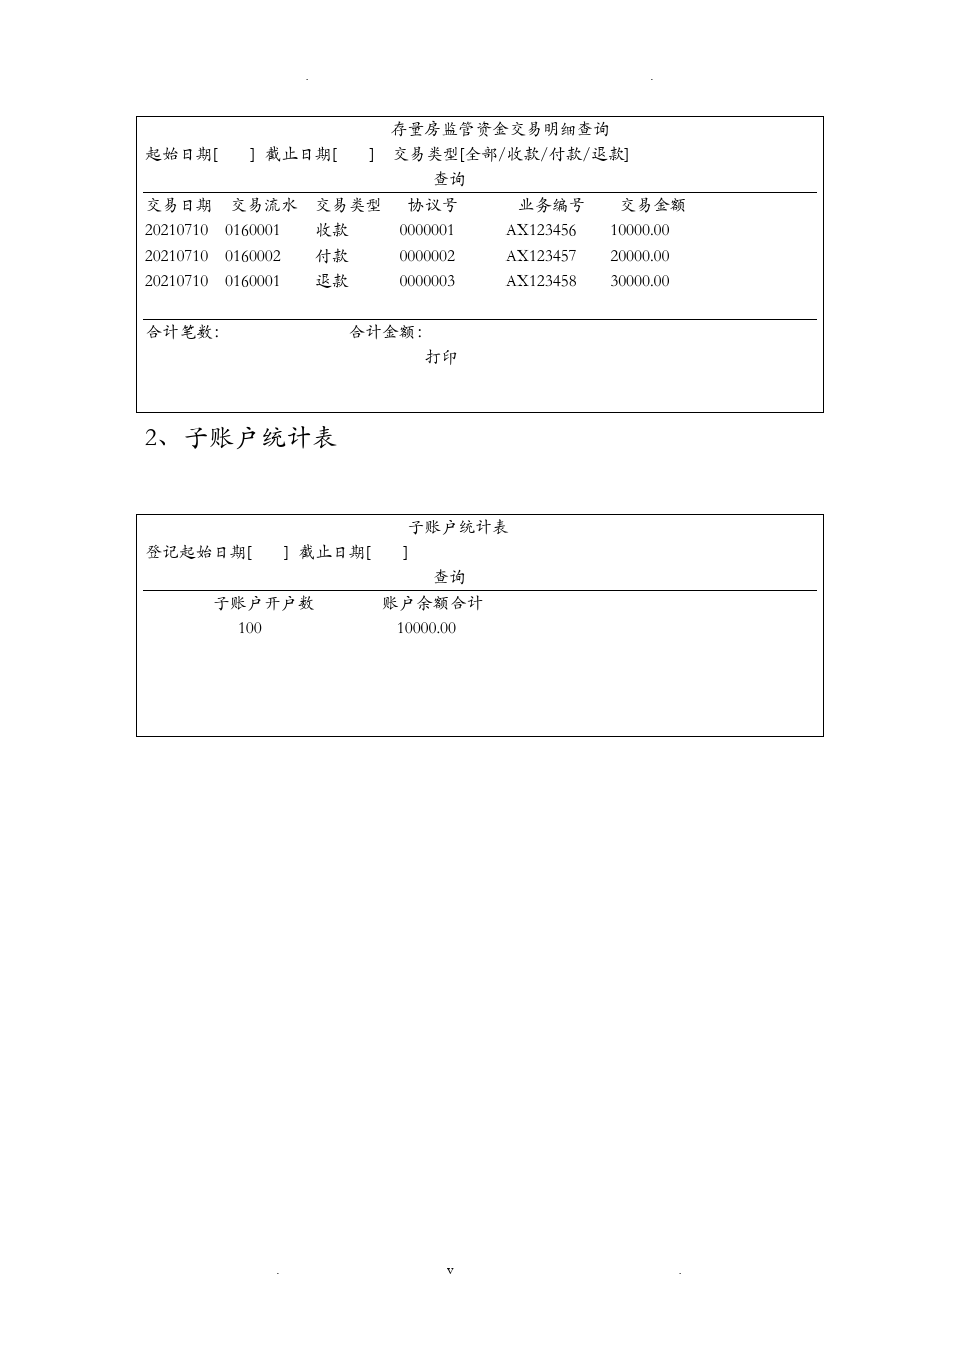 存量房监管资金交易明细查询
起始日期[    ] 截止日期[    ] 交易类型[全部/收款/付款/退款]
查询
交易日期 交易流水 交易类型 协议号 业务编号 交易金额
20210710 0160001 收款 0000001 AX123456 10000.00
20210710 0160002 付款 0000002 AX123457 20000.00
20210710 0160001 退款 0000003 AX123458 30000.00
合计笔数: 合计金额:
打印
2、子账户统计表
子账户统计表
登记起始日期[    ] 截止日期[    ]
查询
子账户开户数 账户余额合计
100 10000.00
. v .